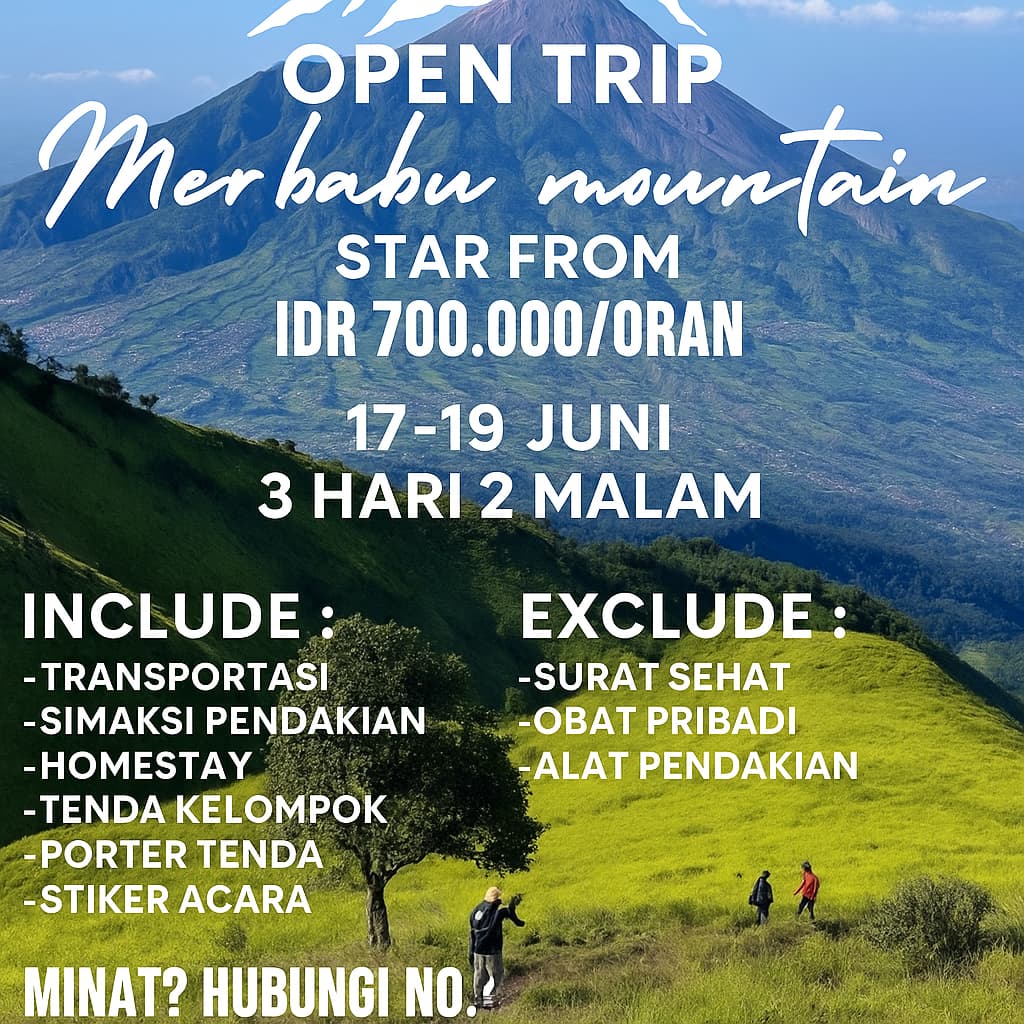 OPEN TRIP
Merbabu mountain
STAR FROM
IDR 700.000/ORAN
17-19 JUNI
3 HARI 2 MALAM
INCLUDE :
-TRANSPORTASI
-SIMAKSI PENDAKIAN
-HOMESTAY
-TENDA KELOMPOK
-PORTER TENDA
-STIKER ACARA
EXCLUDE :
-SURAT SEHAT
-OBAT PRIBADI
-ALAT PENDAKIAN
MINAT? HUBUNGI NO.